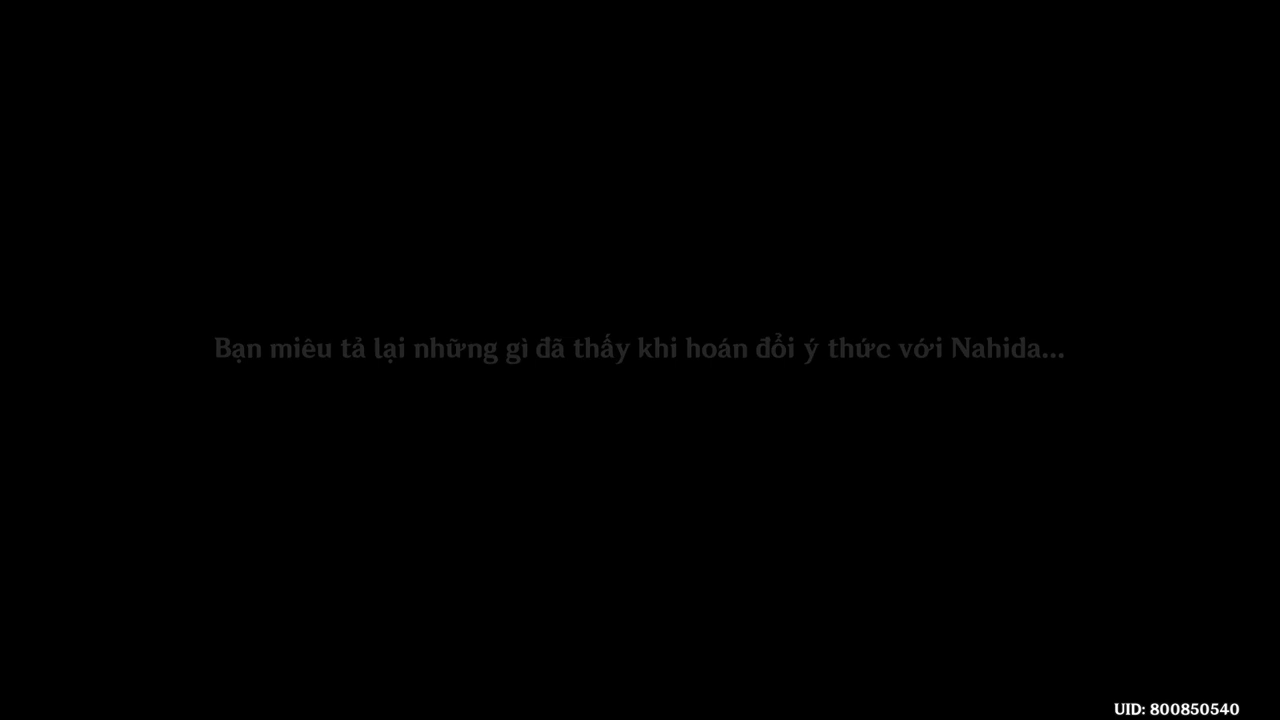 Bạn miêu tả lại những gì đã thấy khi hoán đổi ý thức với Nahida...
UID: 800850540